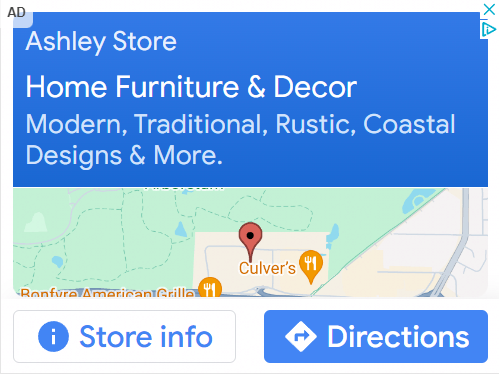 AD
Ashley Store
Home Furniture & Decor
Modern, Traditional, Rustic, Coastal
Designs & More.
Arboretum
Culver's
Bonfyre American Grille
Store info
Directions